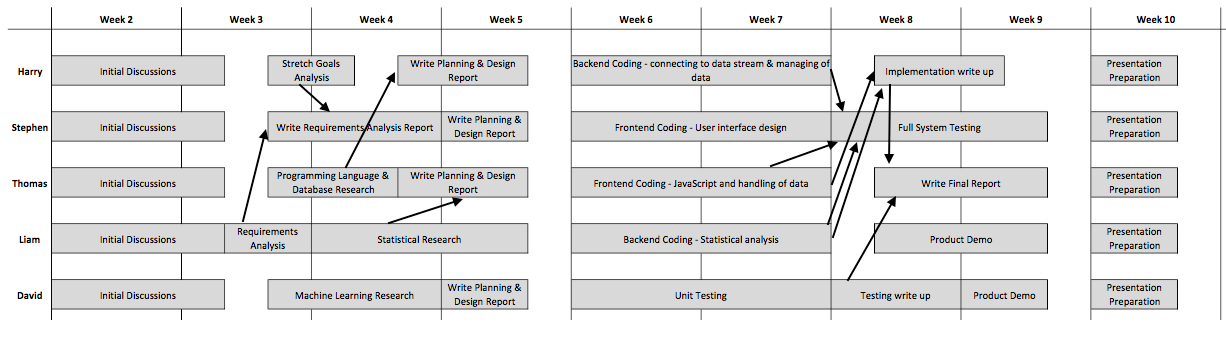 Week 2 Week 3 Week 4 Week 5 Week 6 Week 7 Week 8 Week 9 Week 10
Harry
Initial Discussions
Stretch Goals
Analysis
Write Planning & Design
Report
Backend Coding - connecting to data stream & managing of
data
Implementation write up
Presentation
Preparation
Stephen
Initial Discussions
Write Requirements Analysis Report
Write Planning &
Design Report
Frontend Coding - User interface design
Full System Testing
Presentation
Preparation
Thomas
Initial Discussions
Programming Language &
Database Research
Write Planning & Design
Report
Frontend Coding - JavaScript and handling of data
Write Final Report
Presentation
Preparation
Liam
Initial Discussions
Requirements
Analysis
Statistical Research
Backend Coding - Statistical analysis
Product Demo
Presentation
Preparation
David
Initial Discussions
Machine Learning Research
Write Planning &
Design Report
Unit Testing
Testing write up
Product Demo
Presentation
Preparation